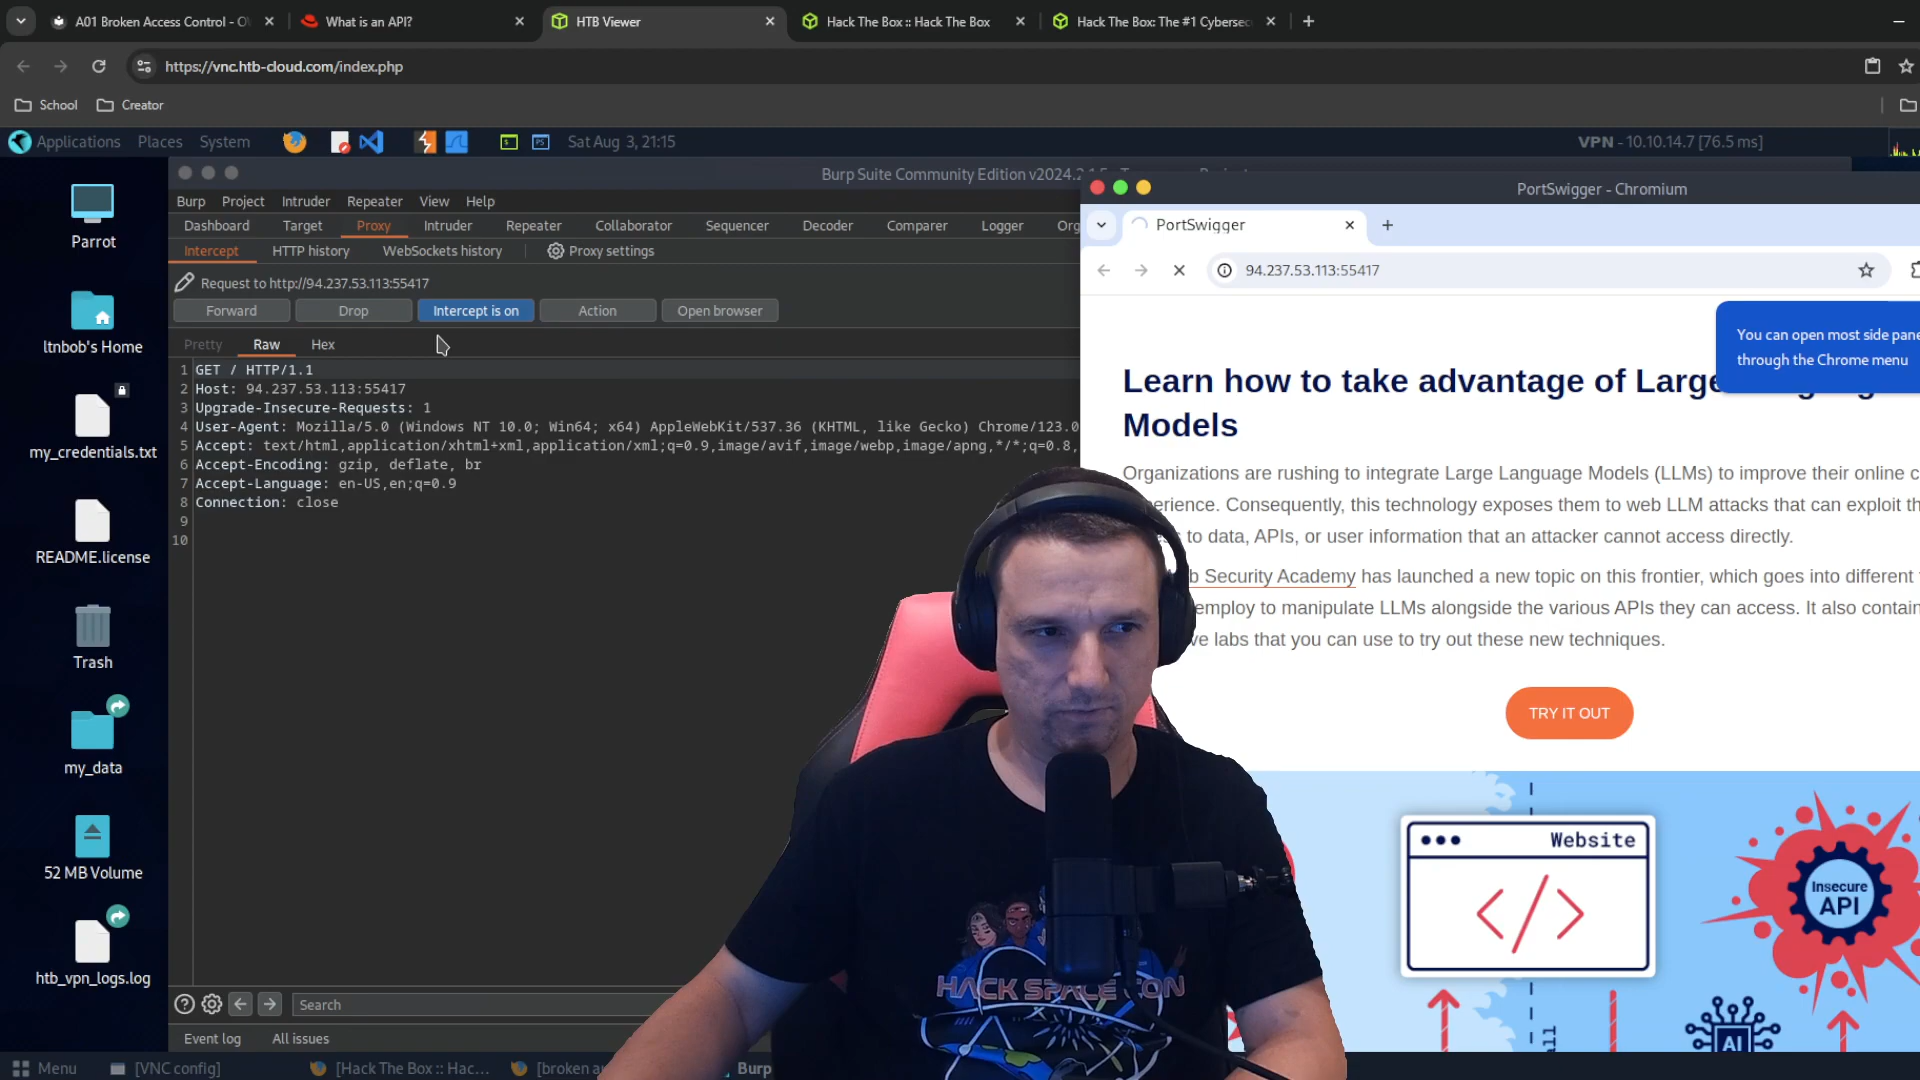 A01 Broken Access Control - O
What is an API?
HTB Viewer
Hack The Box :: Hack The Box
Hack The Box: The #1 Cybersec
https://vnc.htb-cloud.com/index.php
School
Creator
Applications
Places
System
Sat Aug 3, 21:15
VPN - 10.10.14.7 [76.5 ms]
Burp Suite Community Edition v2024.2.1.5 -
Burp
Project
Intruder
Repeater
View
Help
Dashboard
Target
Proxy
Intruder
Repeater
Collaborator
Sequencer
Decoder
Comparer
Logger
Org
Intercept
HTTP history
WebSockets history
Proxy settings
Request to http://94.237.53.113:55417
Forward
Drop
Intercept is on
Action
Open browser
Pretty
Raw
Hex
1 GET / HTTP/1.1
2 Host: 94.237.53.113:55417
3 Upgrade-Insecure-Requests: 1
4 User-Agent: Mozilla/5.0 (Windows NT 10.0; Win64; x64) AppleWebKit/537.36 (KHTML, like Gecko) Chrome/123.0
5 Accept: text/html,application/xhtml+xml,application/xml;q=0.9,image/avif,image/webp,image/apng,*/*;q=0.8,
6 Accept-Encoding: gzip, deflate, br
7 Accept-Language: en-US,en;q=0.9
8 Connection: close
9
10
Search
Event log
All issues
Parrot
ltnbob's Home
my_credentials.txt
README.license
Trash
my_data
52 MB Volume
htb_vpn_logs.log
PortSwigger - Chromium
PortSwigger
94.237.53.113:55417
You can open most side pane
through the Chrome menu
Learn how to take advantage of Large
Models
Organizations are rushing to integrate Large Language Models (LLMs) to improve their online c
erience. Consequently, this technology exposes them to web LLM attacks that can exploit th
to data, APIs, or user information that an attacker cannot access directly.
b Security Academy has launched a new topic on this frontier, which goes into different
employ to manipulate LLMs alongside the various APIs they can access. It also contain
ve labs that you can use to try out these new techniques.
TRY IT OUT
Website
Insecure
API
AI
all
HACK SPACE CON
Menu
[VNC config]
[Hack The Box :: Hac...
[broken a
Burp